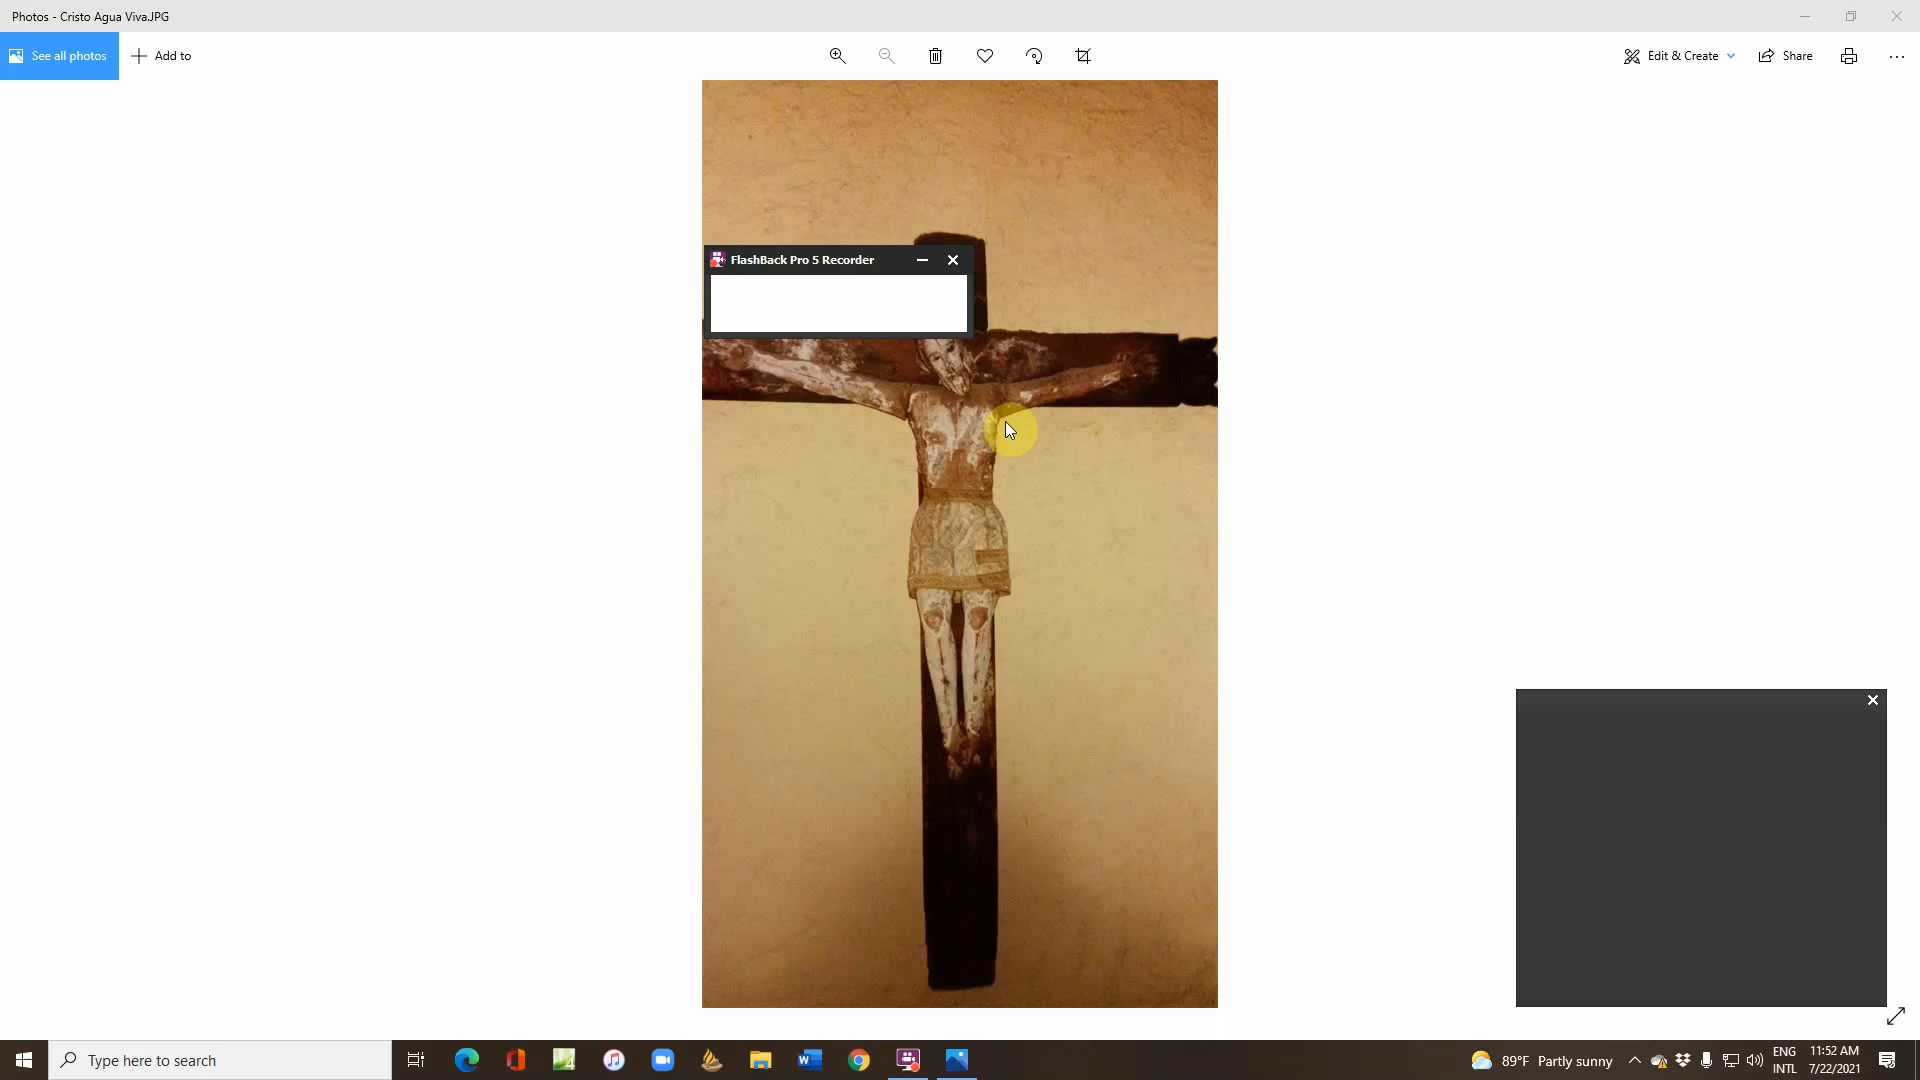 Photos - Cristo Agua Viva.JPG
See all photos
Add to
Edit & Create
Share
FlashBack Pro 5 Recorder
Type here to search
89°F Partly sunny
ENG
INTL
11:52 AM
7/22/2021